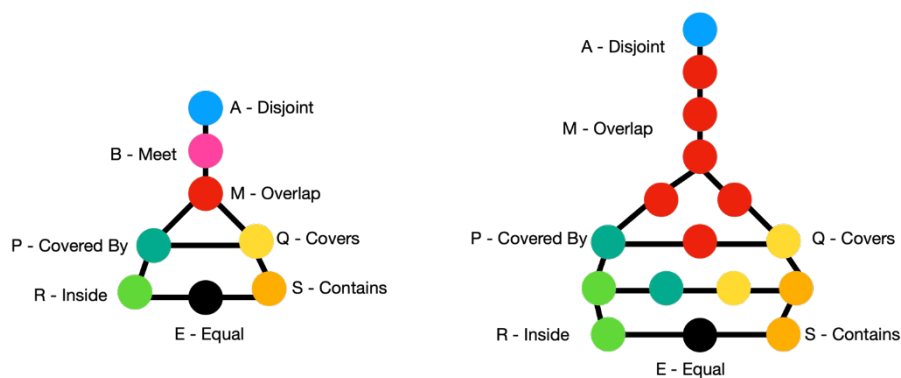 A - Disjoint
B - Meet
M - Overlap
P - Covered By
Q - Covers
R - Inside
S - Contains
E - Equal
A - Disjoint
M - Overlap
P - Covered By
Q - Covers
R - Inside
S - Contains
E - Equal